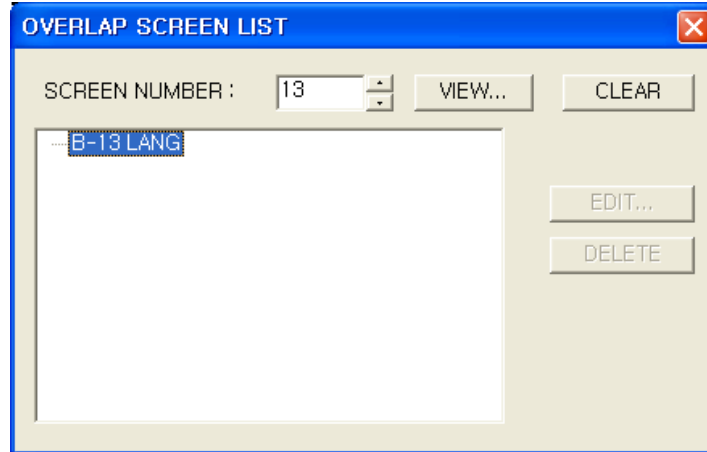 OVERLAP SCREEN LIST
SCREEN NUMBER : 13 VIEW... CLEAR
B-13 LANG
EDIT...
DELETE